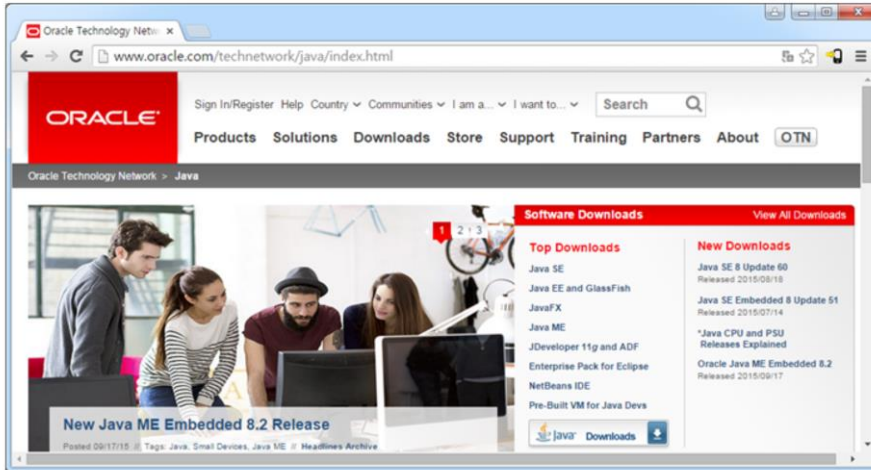 Oracle Technology Netw
www.oracle.com/technetwork/java/index.html
ORACLE
Sign In/Register Help Country Communities I am a... I want to... Search
Products Solutions Downloads Store Support Training Partners About OTN
Oracle Technology Network > Java
1 2 3
Software Downloads View All Downloads
Top Downloads
Java SE
Java EE and GlassFish
JavaFX
Java ME
JDeveloper 11g and ADF
Enterprise Pack for Eclipse
NetBeans IDE
Pre-Built VM for Java Devs
Java Downloads
New Downloads
Java SE 8 Update 60
Released 2015/08/18
Java SE Embedded 8 Update 51
Released 2015/07/14
*Java CPU and PSU
Releases Explained
Oracle Java ME Embedded 8.2
Released 2015/09/17
New Java ME Embedded 8.2 Release
Posted 09/17/15 // Tags: Java, Small Devices, Java ME // Headlines Archive